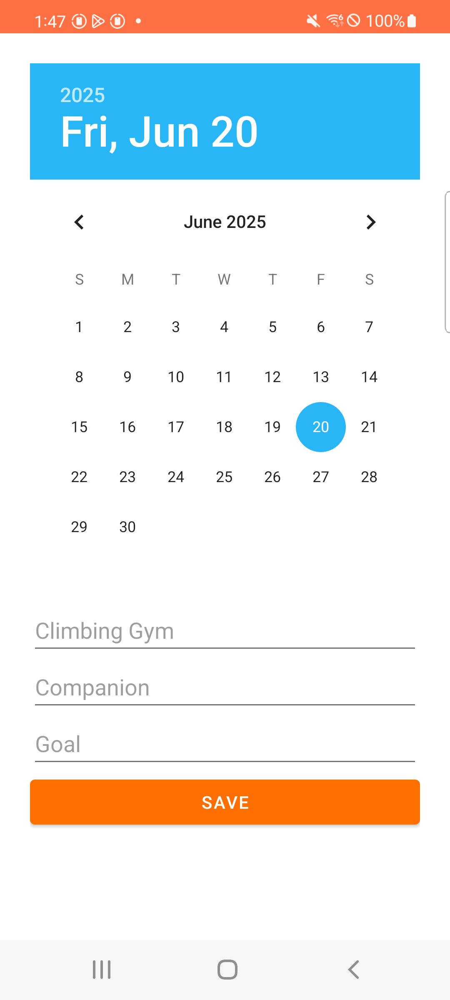 1:47 100%
2025
Fri, Jun 20
June 2025
S M T W T F S
1 2 3 4 5 6 7
8 9 10 11 12 13 14
15 16 17 18 19 20 21
22 23 24 25 26 27 28
29 30
Climbing Gym
Companion
Goal
SAVE